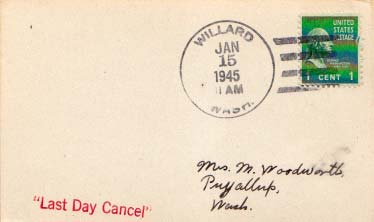 WILLARD
JAN
15
1945
11 AM
WASH.
UNITED
STATES
STAGE
1 CENT 1
Mrs. M. Woodworth,
Puyallup,
Wash.
"Last Day Cancel"